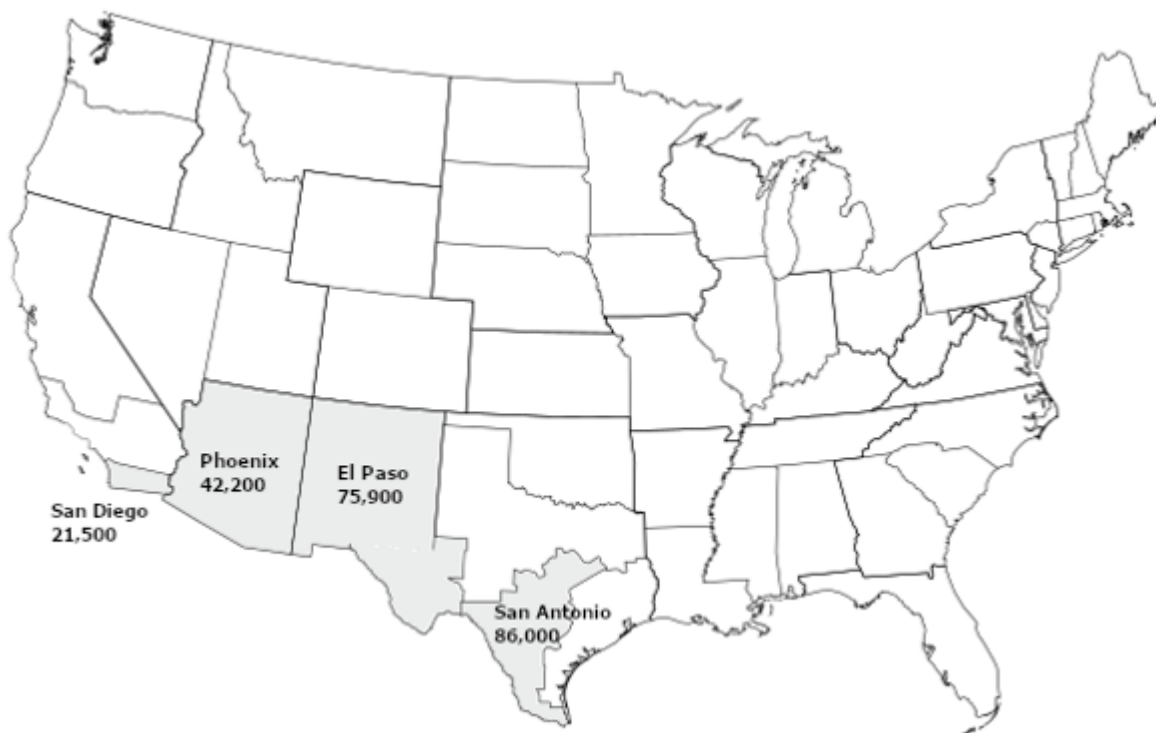 Phoenix
42,200
El Paso
75,900
San Diego
21,500
San Antonio
86,000